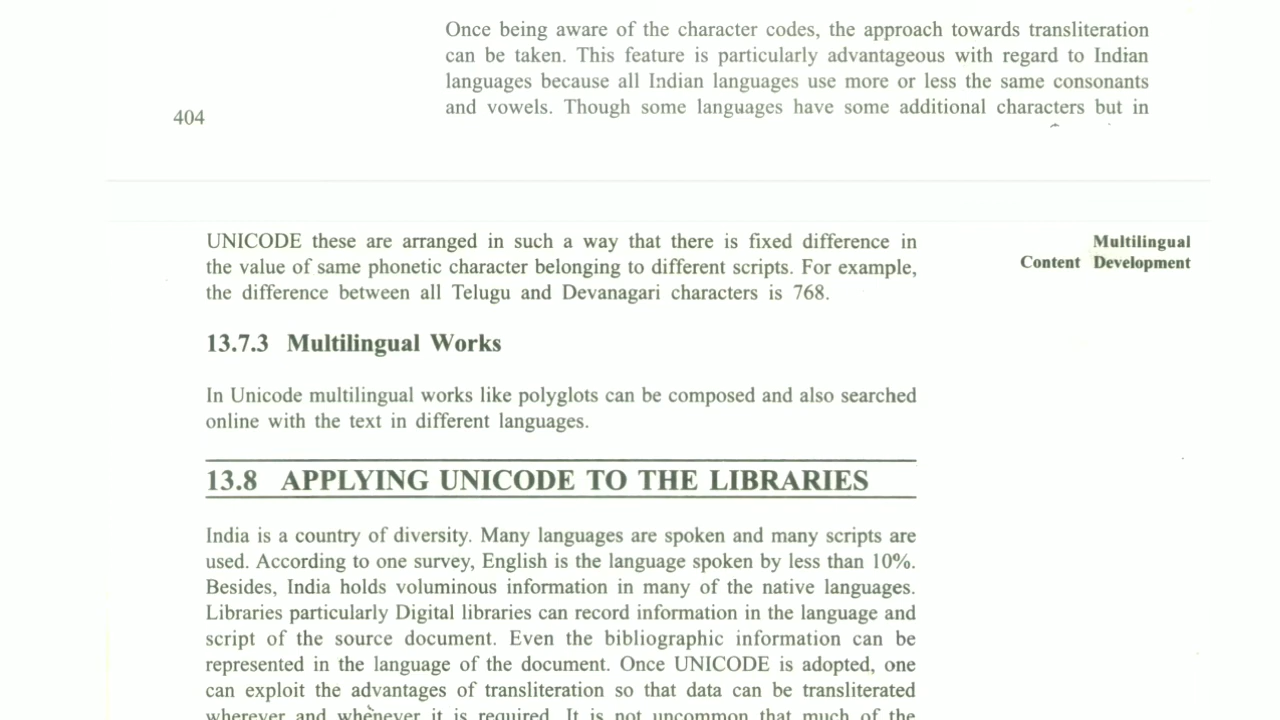 Once being aware of the character codes, the approach towards transliteration
can be taken. This feature is particularly advantageous with regard to Indian
languages because all Indian languages use more or less the same consonants
and vowels. Though some languages have some additional characters but in
404
UNICODE these are arranged in such a way that there is fixed difference in
the value of same phonetic character belonging to different scripts. For example,
the difference between all Telugu and Devanagari characters is 768.
Multilingual
Content Development
13.7.3 Multilingual Works
In Unicode multilingual works like polyglots can be composed and also searched
online with the text in different languages.
13.8 APPLYING UNICODE TO THE LIBRARIES
India is a country of diversity. Many languages are spoken and many scripts are
used. According to one survey, English is the language spoken by less than 10%.
Besides, India holds voluminous information in many of the native languages.
Libraries particularly Digital libraries can record information in the language and
script of the source document. Even the bibliographic information can be
represented in the language of the document. Once UNICODE is adopted, one
can exploit the advantages of transliteration so that data can be transliterated
wherever and whenever it is required. It is not uncommon that much of the